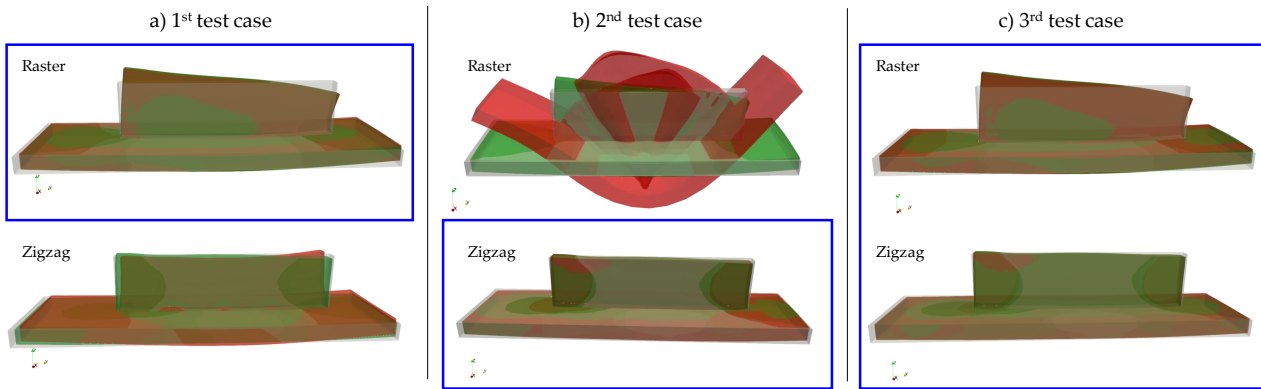 a) 1st test case
b) 2nd test case
c) 3rd test case
Raster
Raster
Raster
Zigzag
Zigzag
Zigzag